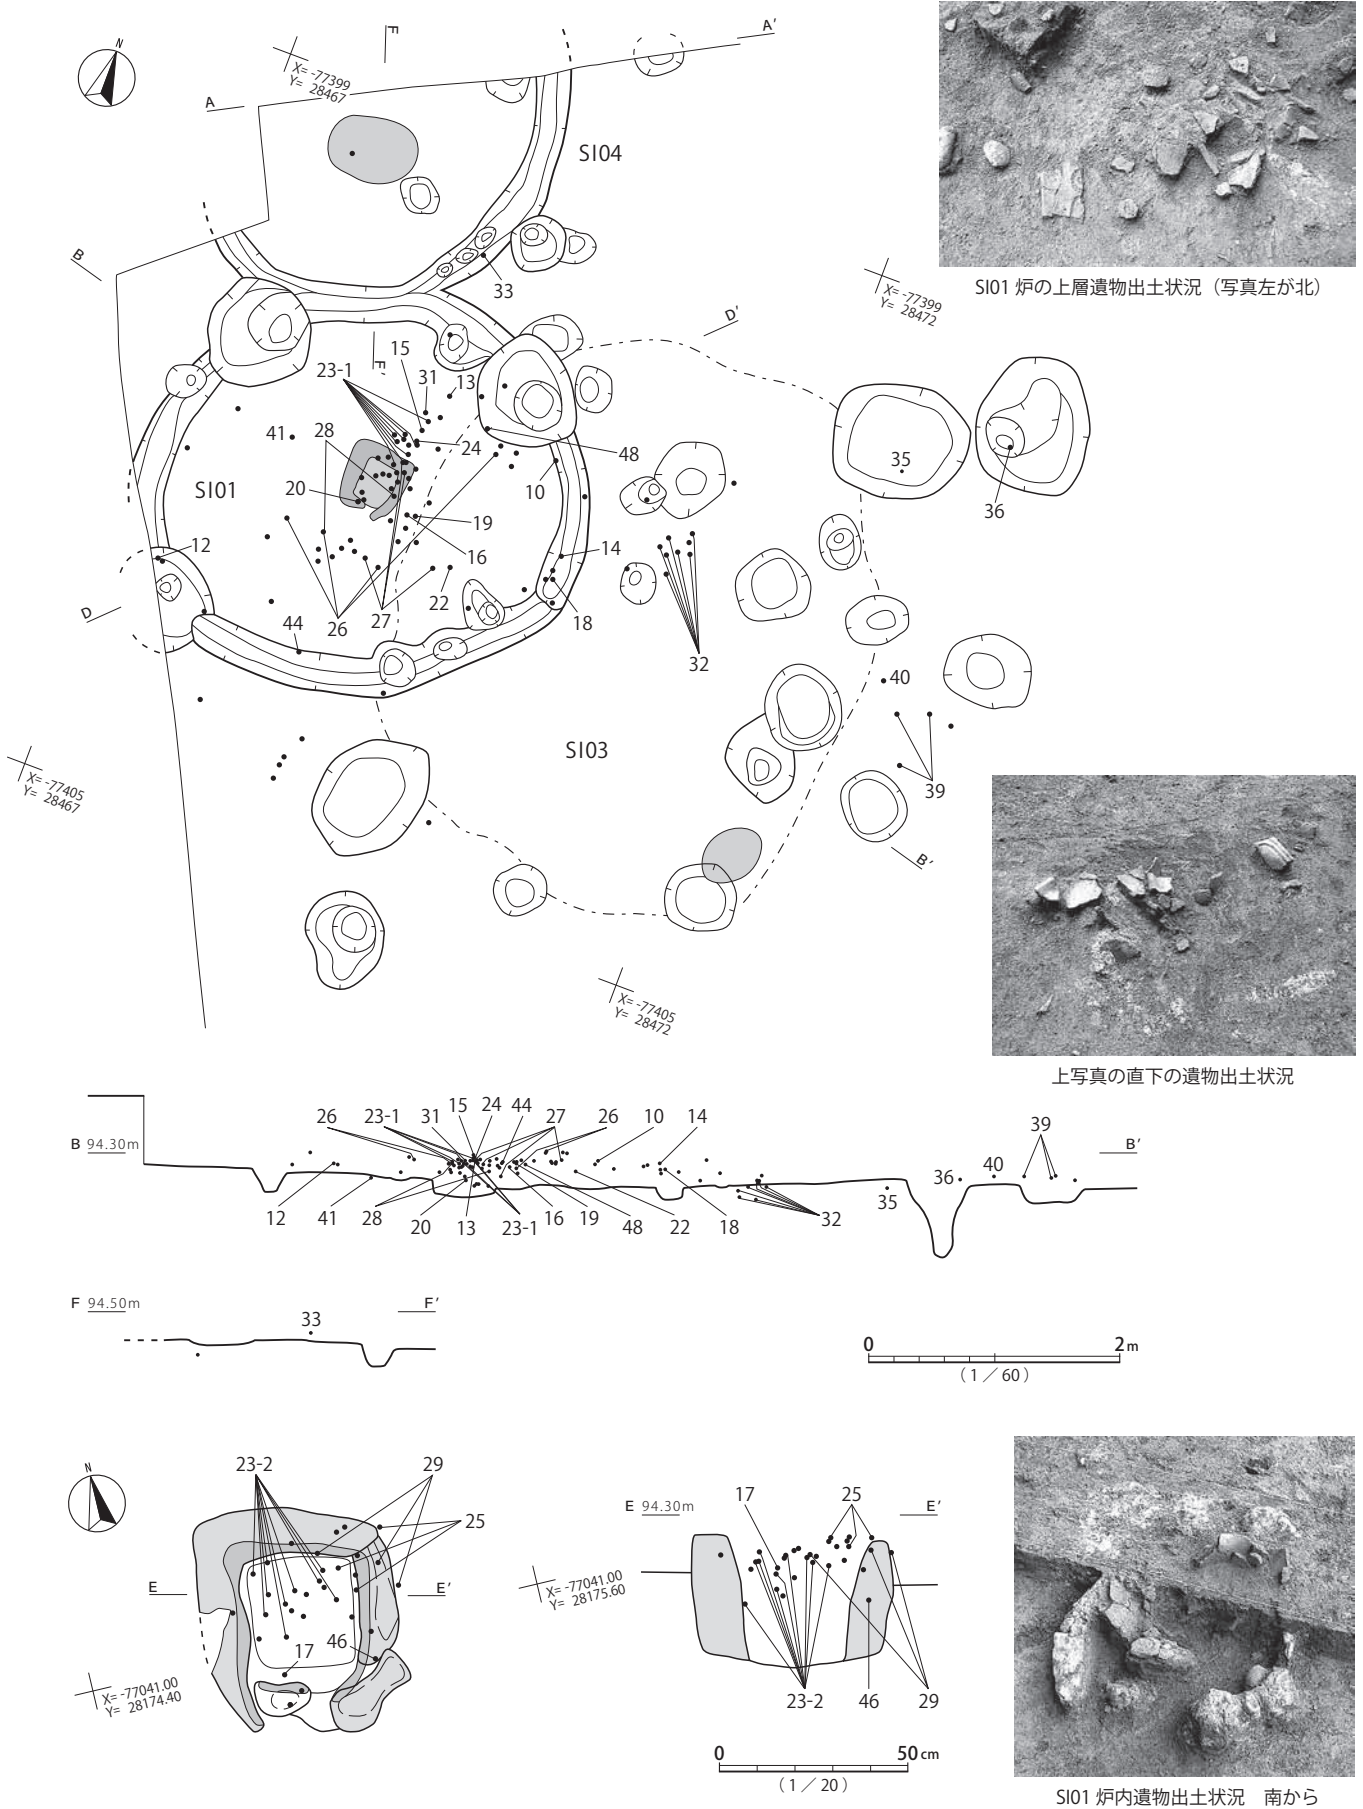 A'
F
N
X= -77399
Y= 28467
A
SI04
B
33
SI01 炉の上層遺物出土状況（写真左が北）
X= -77399
Y= 28472
D'
15
F'
23-1
31
13
41
28
24
48
35
SI01
20
10
36
19
12
16
14
D
22
44
26
27
18
32
40
SI03
39
X= -77405
Y= 28467
B'
X= -77405
Y= 28472
上写真の直下の遺物出土状況
26
23-1
31
15
24
44
27
26
10
14
39
B 94.30m
B'
36
40
35
12
41
28
20
13
23-1
16
19
48
22
18
32
F 94.50m
F'
33
0
2m
（1／60）
N
23-2
29
25
E
E'
17
46
X= -77041.00
Y= 28174.40
X= -77041.00
Y= 28175.60
E 94.30m
17
25
E'
23-2
46
29
0
50cm
（1／20）
SI01 炉内遺物出土状況　南から